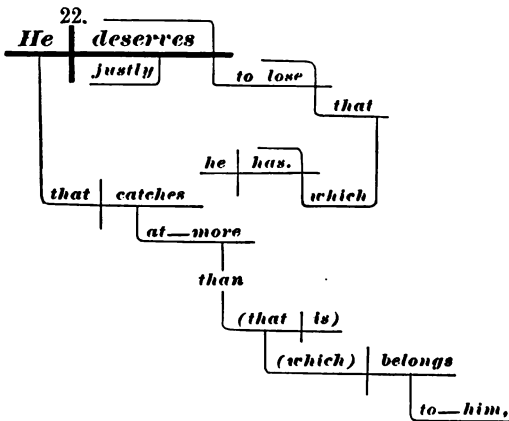 22.
He deserves
justly
to lose
that
he has.
which
that catches
at—more
than
(that is)
(which) belongs
to—him,